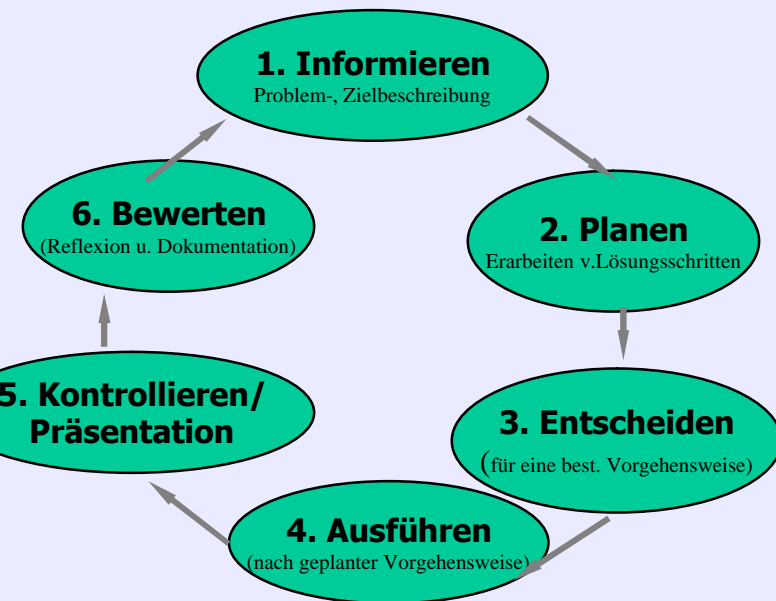 1. Informieren
Problem-, Zielbeschreibung
2. Planen
Erarbeiten v.Lösungsschritten
3. Entscheiden
(für eine best. Vorgehensweise)
4. Ausführen
(nach geplanter Vorgehensweise)
5. Kontrollieren/
Präsentation
6. Bewerten
(Reflexion u. Dokumentation)